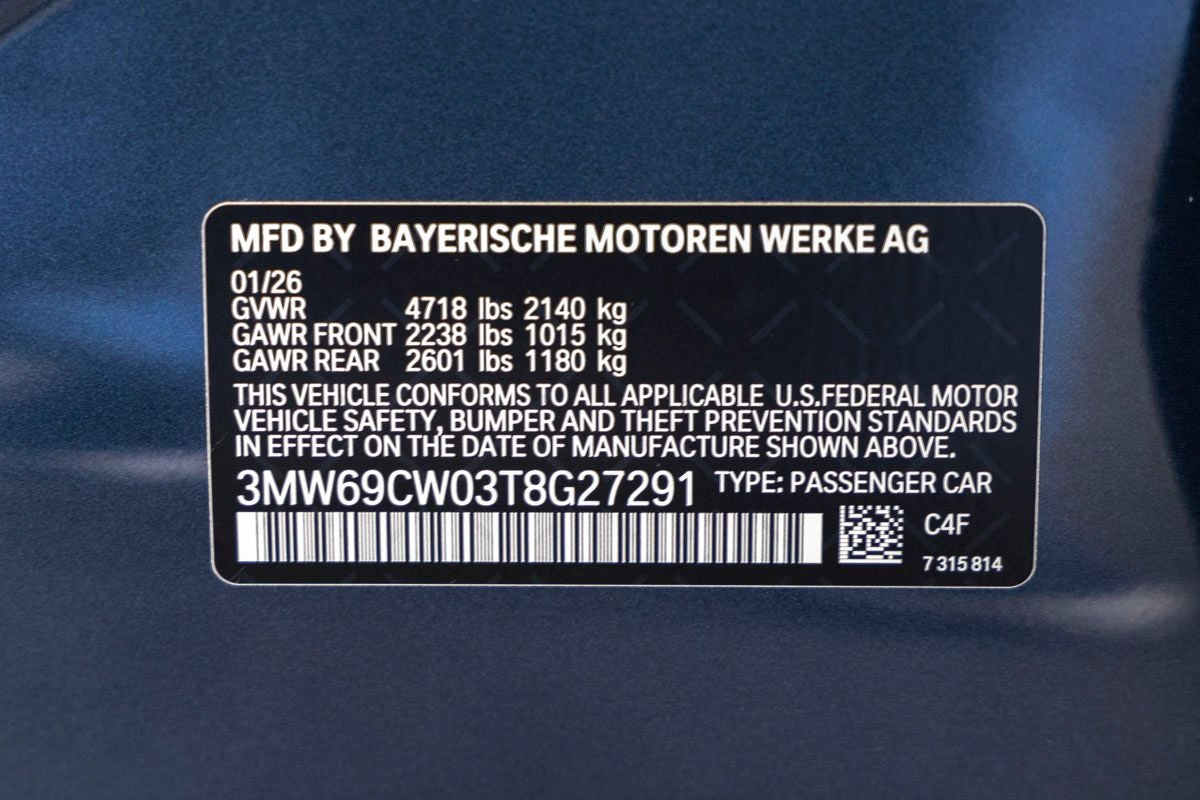 MFD BY BAYERISCHE MOTOREN WERKE AG
01/26
GVWR 4718 lbs 2140 kg
GAWR FRONT 2238 lbs 1015 kg
GAWR REAR 2601 lbs 1180 kg
THIS VEHICLE CONFORMS TO ALL APPLICABLE U.S.FEDERAL MOTOR
VEHICLE SAFETY, BUMPER AND THEFT PREVENTION STANDARDS
IN EFFECT ON THE DATE OF MANUFACTURE SHOWN ABOVE.
3MW69CW03T8G27291 TYPE: PASSENGER CAR
C4F
7 315 814